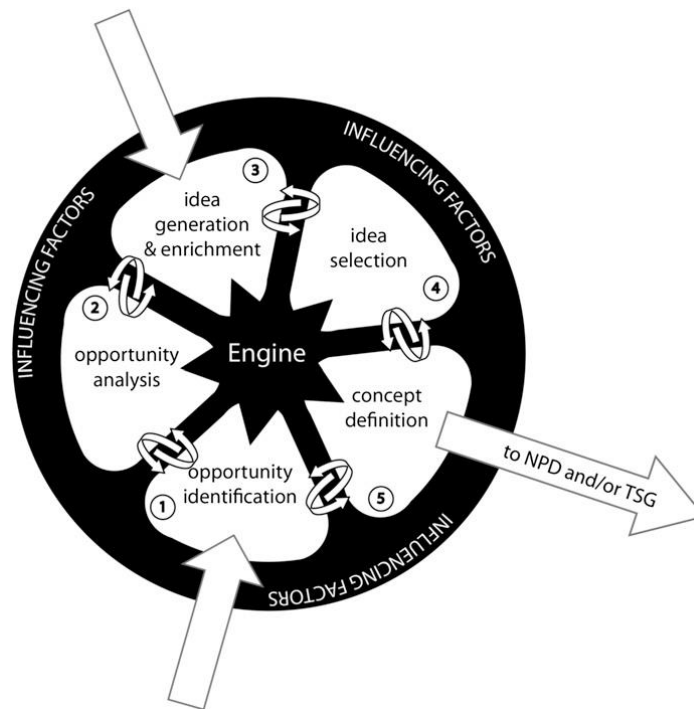 INFLUENCING FACTORS
INFLUENCING FACTORS
3
idea
generation
& enrichment
idea
selection
4
2
opportunity
analysis
Engine
concept
definition
to NPD and/or TSG
opportunity
identification
1
5
INFLUENCING FACTORS